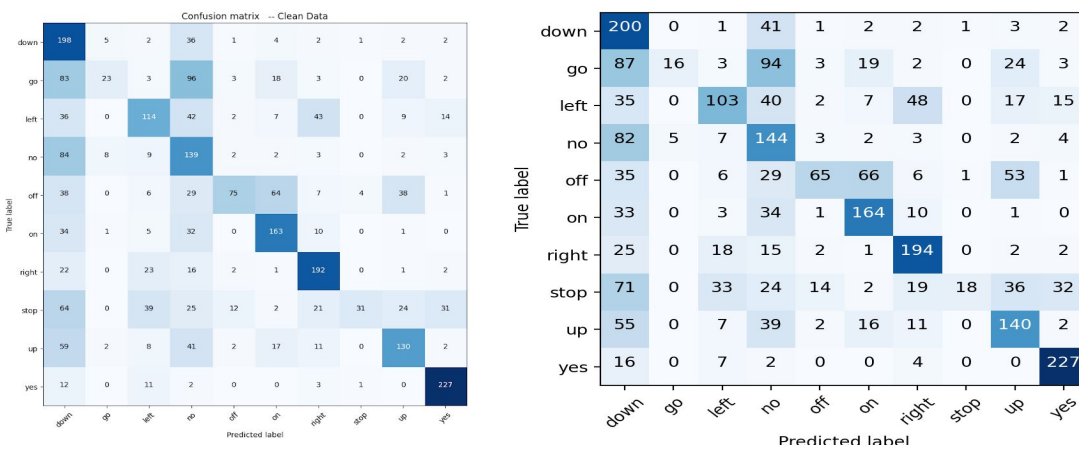 Confusion matrix -- Clean Data
True label
down 198 5 2 36 1 4 2 1 2 2
go 83 23 3 96 3 18 3 0 20 2
left 36 0 114 42 2 7 43 0 9 14
no 84 8 9 139 2 2 3 0 2 3
off 38 0 6 29 75 64 7 4 38 1
on 34 1 5 32 0 163 10 0 1 0
right 22 0 23 16 2 1 192 0 1 2
stop 64 0 39 25 12 2 21 31 24 31
up 59 2 8 41 2 17 11 0 130 2
yes 12 0 11 2 0 0 3 1 0 227
down go left no off on right stop up yes
Predicted label
True label
down 200 0 1 41 1 2 2 1 3 2
go 87 16 3 94 3 19 2 0 24 3
left 35 0 103 40 2 7 48 0 17 15
no 82 5 7 144 3 2 3 0 2 4
off 35 0 6 29 65 66 6 1 53 1
on 33 0 3 34 1 164 10 0 1 0
right 25 0 18 15 2 1 194 0 2 2
stop 71 0 33 24 14 2 19 18 36 32
up 55 0 7 39 2 16 11 0 140 2
yes 16 0 7 2 0 0 4 0 0 227
down go left no off on right stop up yes
Predicted label